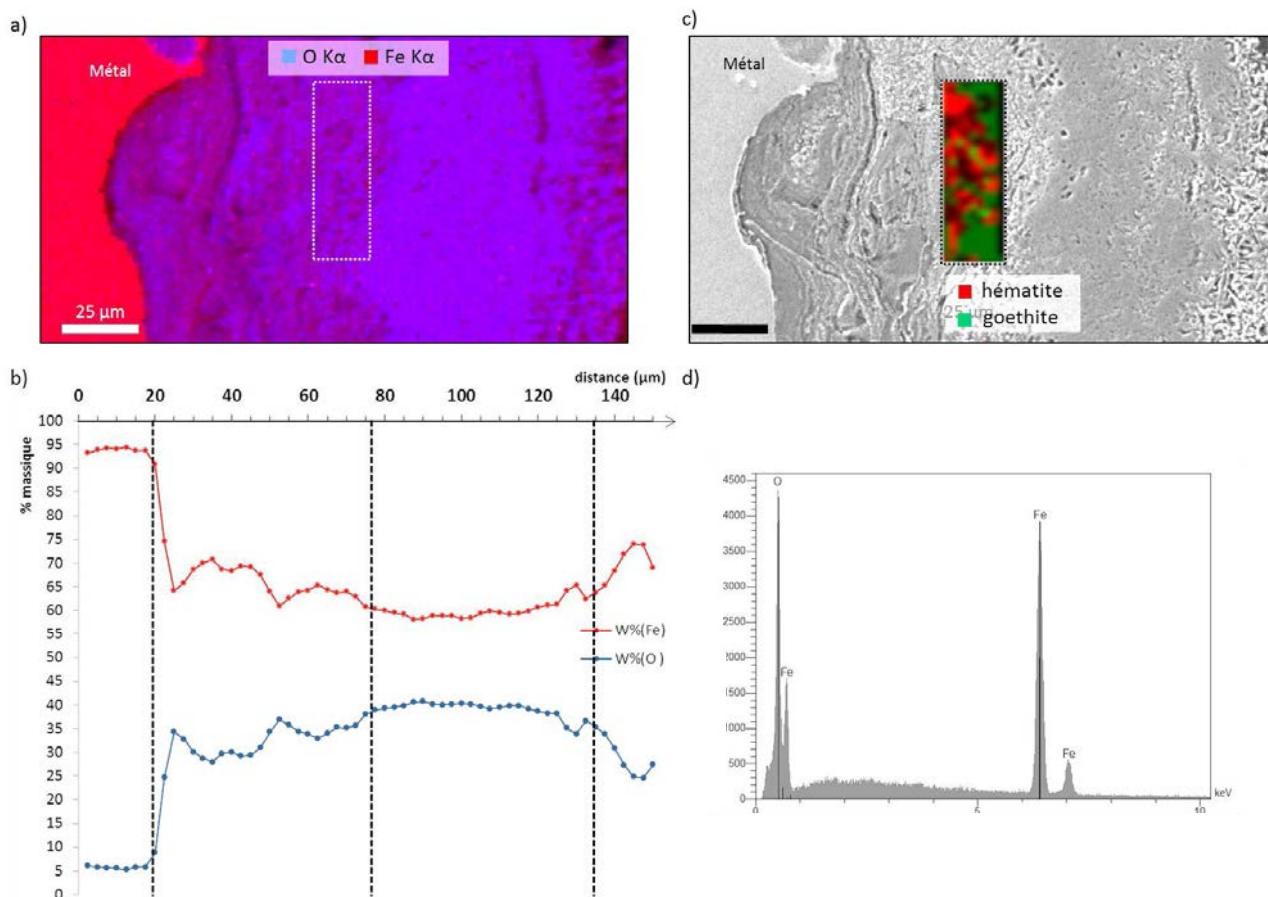 a)
O Kα Fe Kα
Métal
25 µm
c)
Métal
hématite
25 µm
goethite
b)
distance (µm)
0 20 40 60 80 100 120 140
% massique
100
95
90
85
80
75
70
65
60
55
50
45
40
35
30
25
20
15
10
5
0
W%(Fe)
W%(O )
d)
4500
4000
3500
3000
2500
2000
1500
1000
500
0
O
Fe
Fe
Fe
0 5 10
keV